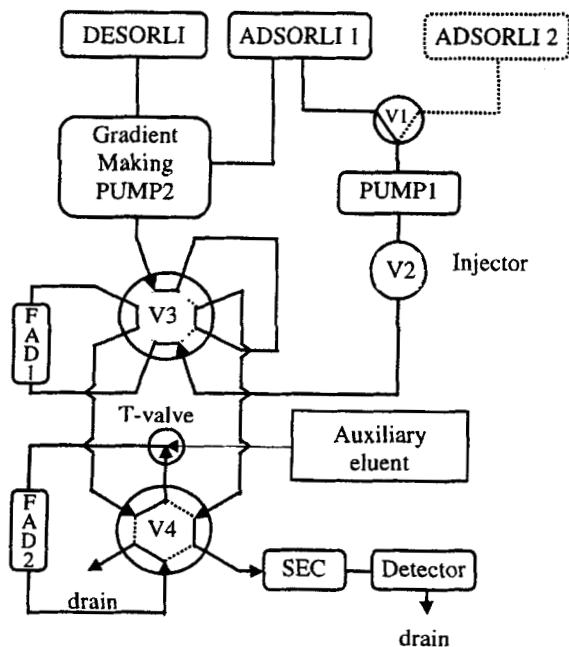 DESORLI
ADSORLI 1
ADSORLI 2
V1
Gradient
Making
PUMP2
PUMP1
V2
Injector
V3
F
A
D
1
T-valve
Auxiliary
eluent
F
A
D
2
V4
SEC
Detector
drain
drain